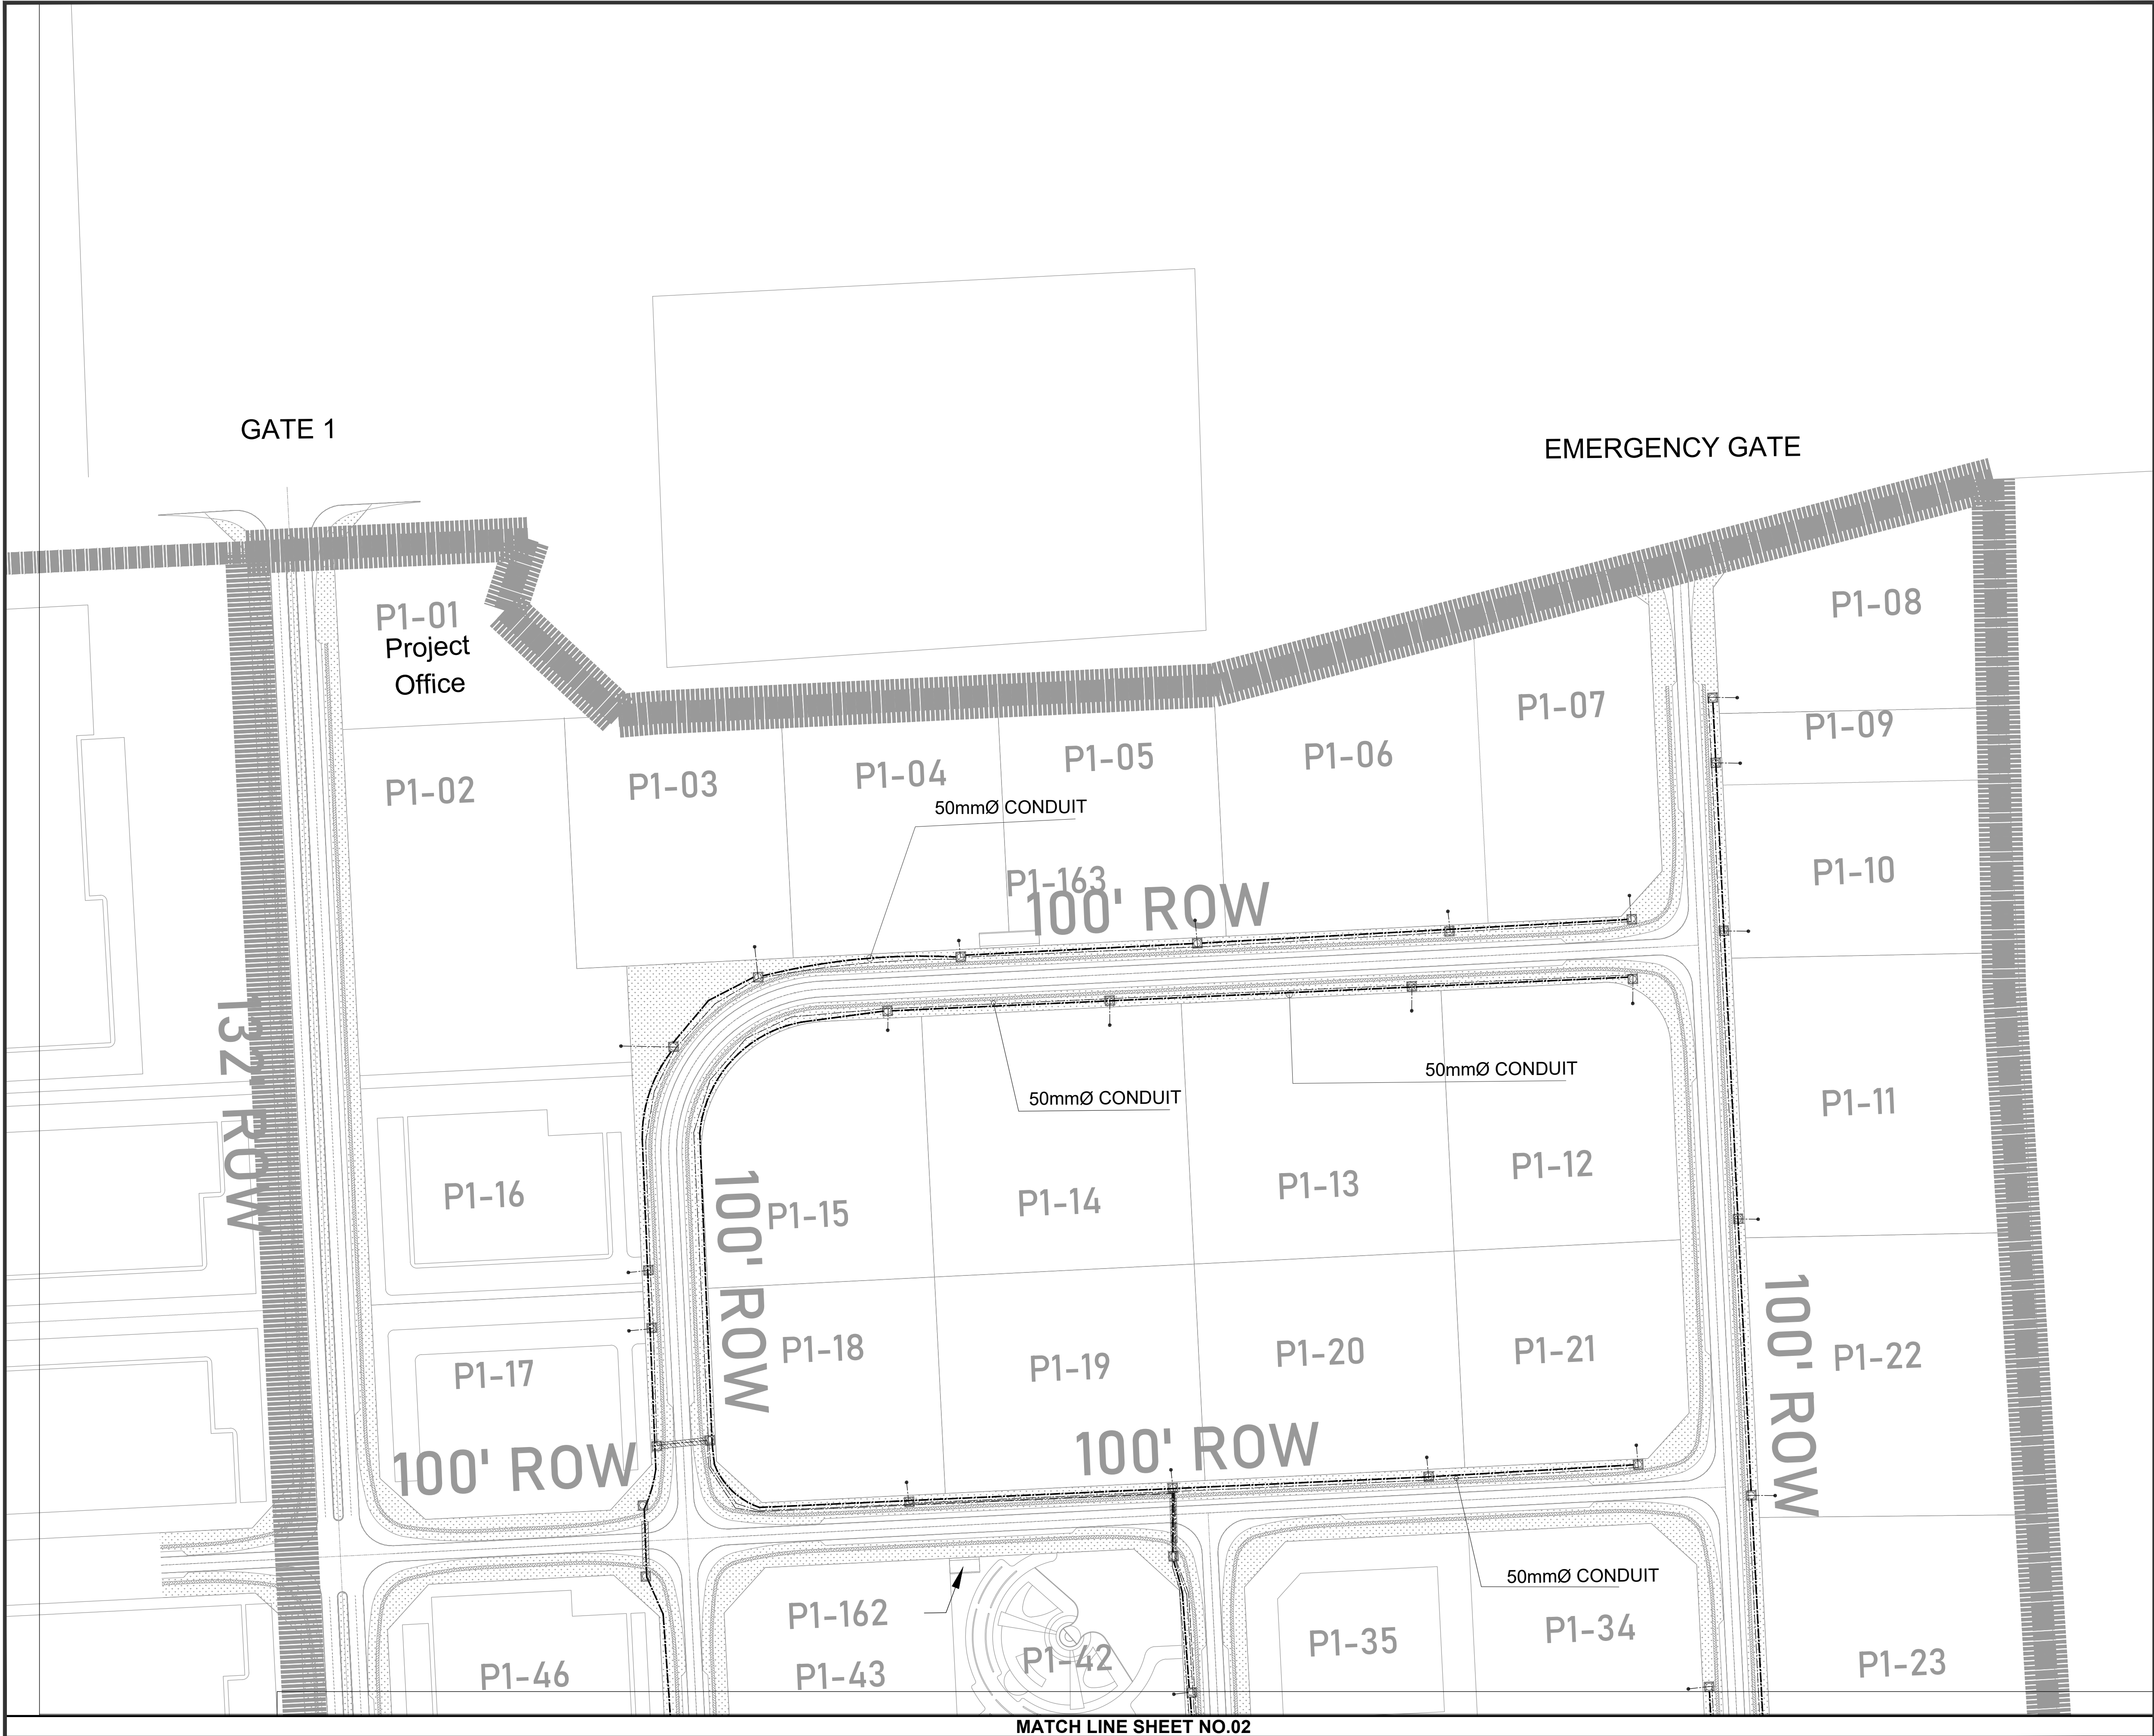 GATE 1
EMERGENCY GATE
P1-01
Project
Office
P1-08
P1-07
P1-09
P1-02
P1-03
P1-04
P1-05
P1-06
50mmØ CONDUIT
P1-163
100' ROW
P1-10
132' ROW
50mmØ CONDUIT
50mmØ CONDUIT
P1-11
P1-16
P1-15
P1-14
P1-13
P1-12
100' ROW
100' ROW
P1-17
P1-18
P1-19
P1-20
P1-21
P1-22
100' ROW
100' ROW
50mmØ CONDUIT
P1-162
P1-46
P1-43
P1-42
P1-35
P1-34
P1-23
MATCH LINE SHEET NO.02